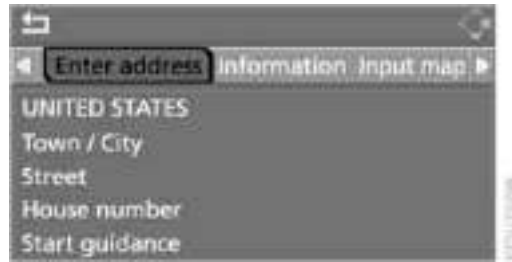 Enter address Information Input map
UNITED STATES
Town / City
Street
House number
Start guidance